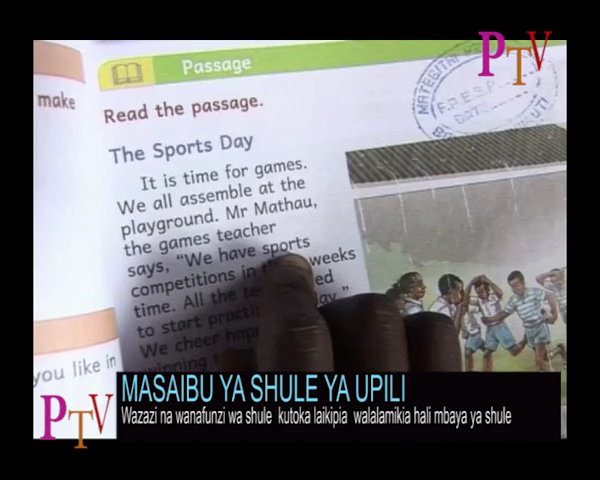 PTV
make
Passage
Read the passage.
The Sports Day
It is time for games.
We all assemble at the
playground. Mr Mathau,
the games teacher
says, "We have sports
competitions in weeks
time. All the
to start
We cheer
you like in
MASAIBU YA SHULE YA UPILI
PTV
Wazazi na wanafunzi wa shule kutoka laikipia walalamikia hali mbaya ya shule